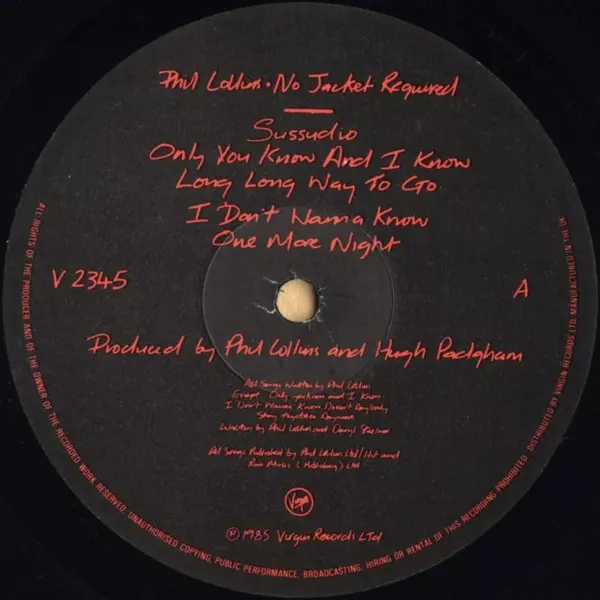 Phil Collins • No Jacket Required
Sussudio
Only You Know And I Know
Long Long Way To Go
I Don't Wanna Know
One More Night
V 2345
A
Produced by Phil Collins and Hugh Padgham
All Songs Written by Phil Collins
Except Only you Know and I Know
I Don't Wanna Know Doesn't Anybody
Stay Together Anymore
Written by Phil Collins and Daryl Stuermer
All Songs Published by Phil Collins Ltd / Hit and
Run Music (Publishing) Ltd
Virgin
℗ 1985 Virgin Records Ltd
ALL RIGHTS OF THE PRODUCER AND OF THE OWNER OF THE RECORDED WORK RESERVED. UNAUTHORISED COPYING, PUBLIC PERFORMANCE, BROADCASTING, HIRING OR RENTAL OF THIS RECORDING PROHIBITED. DISTRIBUTED BY VIRGIN RECORDS LTD. MANUFACTURED IN THE UK